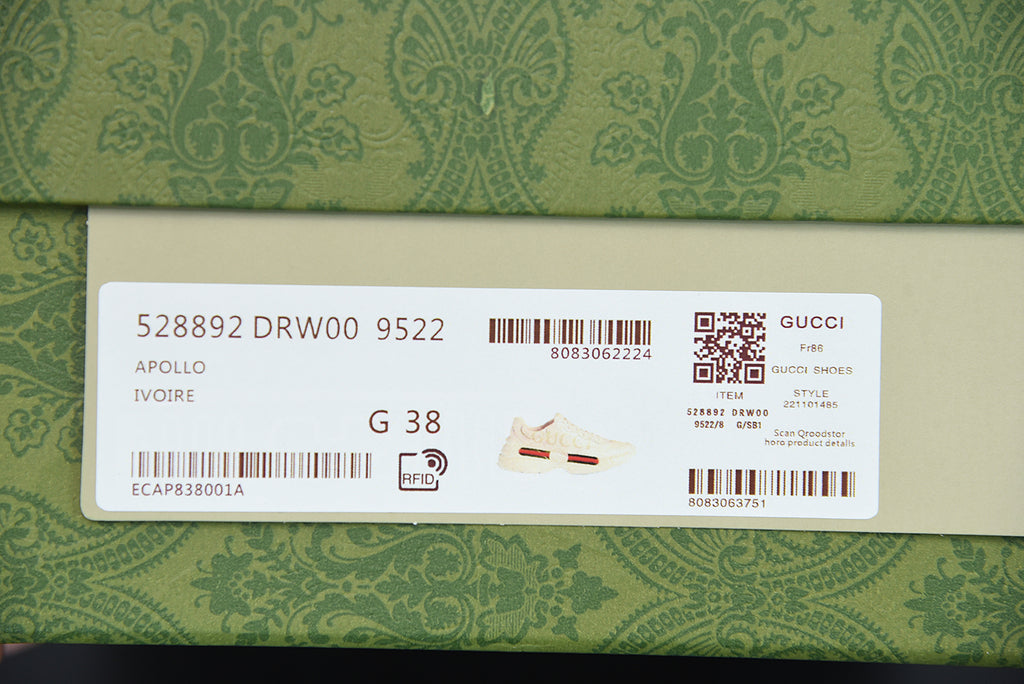 528892 DRW00 9522
APOLLO
IVOIRE
G 38
ECAP838001A
RFID
8083062224
GUCCI
GUCCI
Fr86
GUCCI SHOES
ITEM
528892 DRW00
9522/8 G/SB1
STYLE
221101485
Scan Qroodstor
horo product details
8083063751